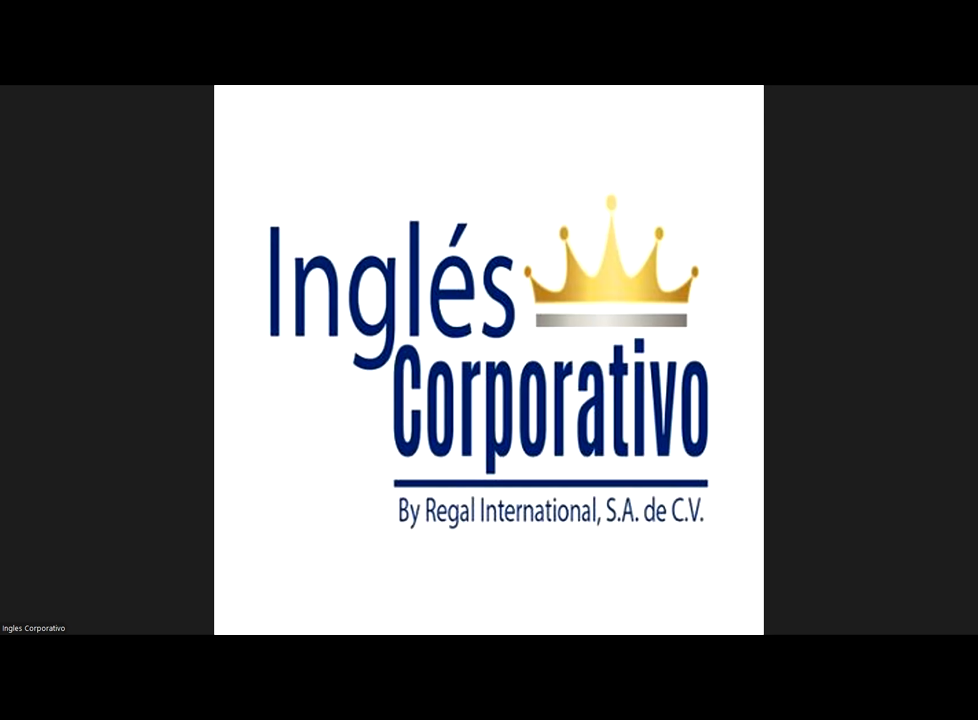 Inglés
Corporativo
By Regal International, S.A. de C.V.
Ingles Corporativo